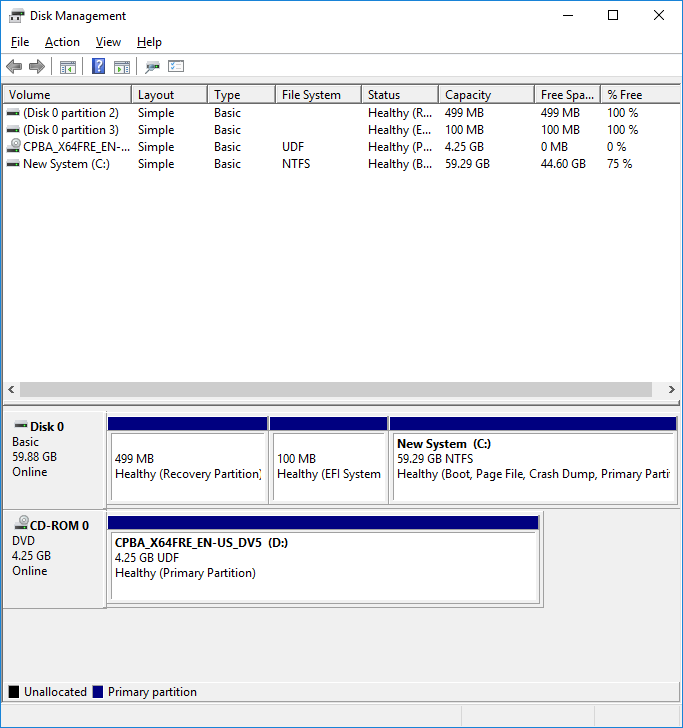 Disk Management
File Action View Help
Volume Layout Type File System Status Capacity Free Spa... % Free
(Disk 0 partition 2) Simple Basic Healthy (R... 499 MB 499 MB 100 %
(Disk 0 partition 3) Simple Basic Healthy (E... 100 MB 100 MB 100 %
CPBA_X64FRE_EN-... Simple Basic UDF Healthy (P... 4.25 GB 0 MB 0 %
New System (C:) Simple Basic NTFS Healthy (B... 59.29 GB 44.60 GB 75 %
Disk 0
Basic
59.88 GB
Online
499 MB
Healthy (Recovery Partition)
100 MB
Healthy (EFI System
New System (C:)
59.29 GB NTFS
Healthy (Boot, Page File, Crash Dump, Primary Parti
CD-ROM 0
DVD
4.25 GB
Online
CPBA_X64FRE_EN-US_DV5 (D:)
4.25 GB UDF
Healthy (Primary Partition)
Unallocated Primary partition